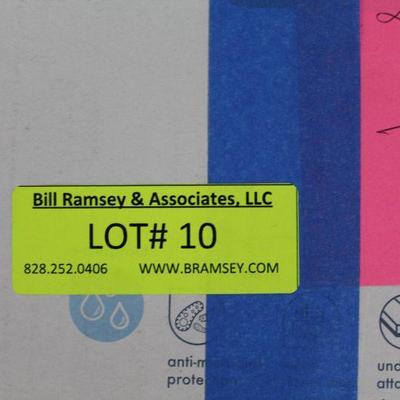 Bill Ramsey & Associates, LLC
LOT# 10
828.252.0406 WWW.BRAMSEY.COM